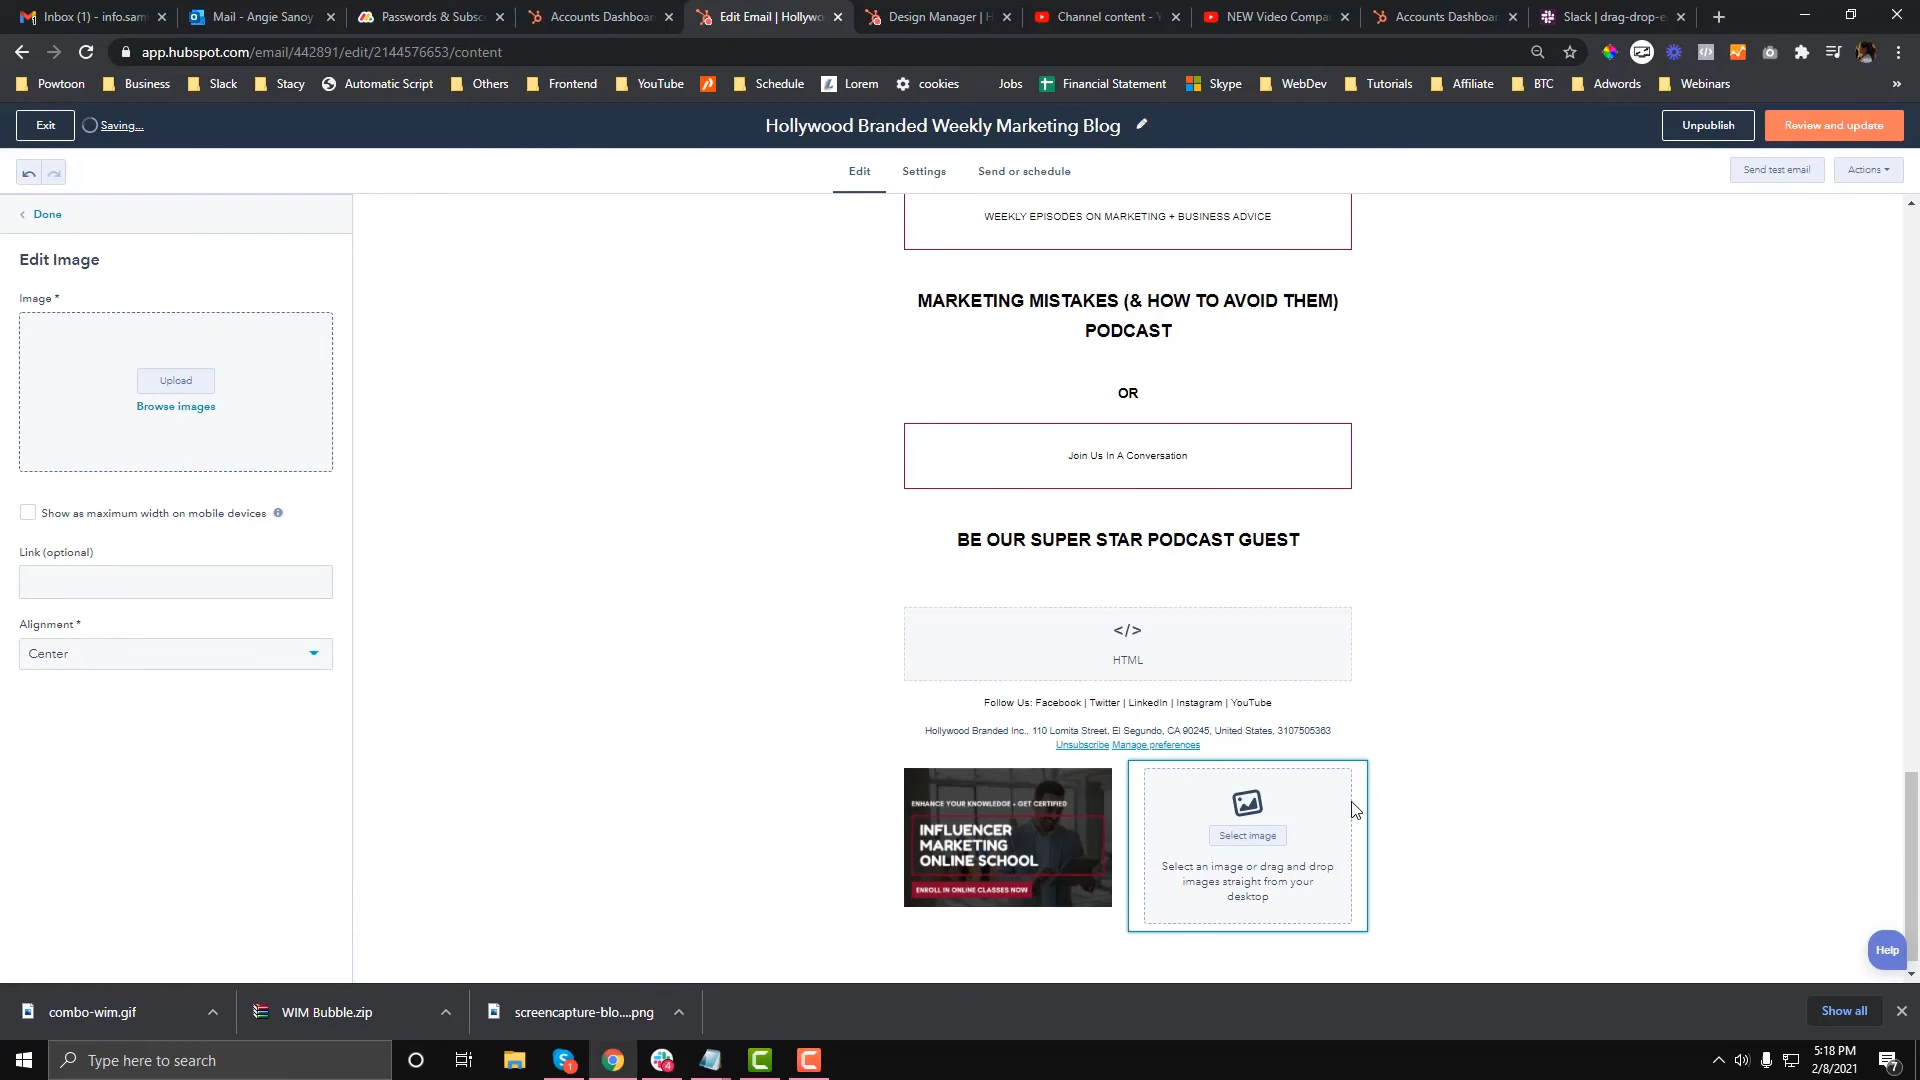 Inbox (1) - info.sam
Mail - Angie Sanoy
Passwords & Subsc
Accounts Dashboar
Edit Email | Hollywo
Design Manager | H
Channel content - Y
NEW Video Compa
Accounts Dashboar
Slack | drag-drop-e
app.hubspot.com/email/442891/edit/2144576653/content
Powtoon
Business
Slack
Stacy
Automatic Script
Others
Frontend
YouTube
Schedule
Lorem
cookies
Jobs
Financial Statement
Skype
WebDev
Tutorials
Affiliate
BTC
Adwords
Webinars
Exit
Saving...
Hollywood Branded Weekly Marketing Blog
Unpublish
Review and update
Edit
Settings
Send or schedule
Send test email
Actions
Done
Edit Image
Image *
Upload
Browse images
Show as maximum width on mobile devices
Link (optional)
Alignment *
Center
WEEKLY EPISODES ON MARKETING + BUSINESS ADVICE
MARKETING MISTAKES (& HOW TO AVOID THEM)
PODCAST
OR
Join Us In A Conversation
BE OUR SUPER STAR PODCAST GUEST
</>
HTML
Follow Us: Facebook | Twitter | LinkedIn | Instagram | YouTube
Hollywood Branded Inc., 110 Lomita Street, El Segundo, CA 90245, United States, 3107505363
Unsubscribe Manage preferences
ENHANCE YOUR KNOWLEDGE + GET CERTIFIED
INFLUENCER
MARKETING
ONLINE SCHOOL
ENROLL IN ONLINE CLASSES NOW
Select image
Select an image or drag and drop
images straight from your
desktop
Help
combo-wim.gif
WIM Bubble.zip
screencapture-blo....png
Show all
Type here to search
1
4
5:18 PM
2/8/2021
7